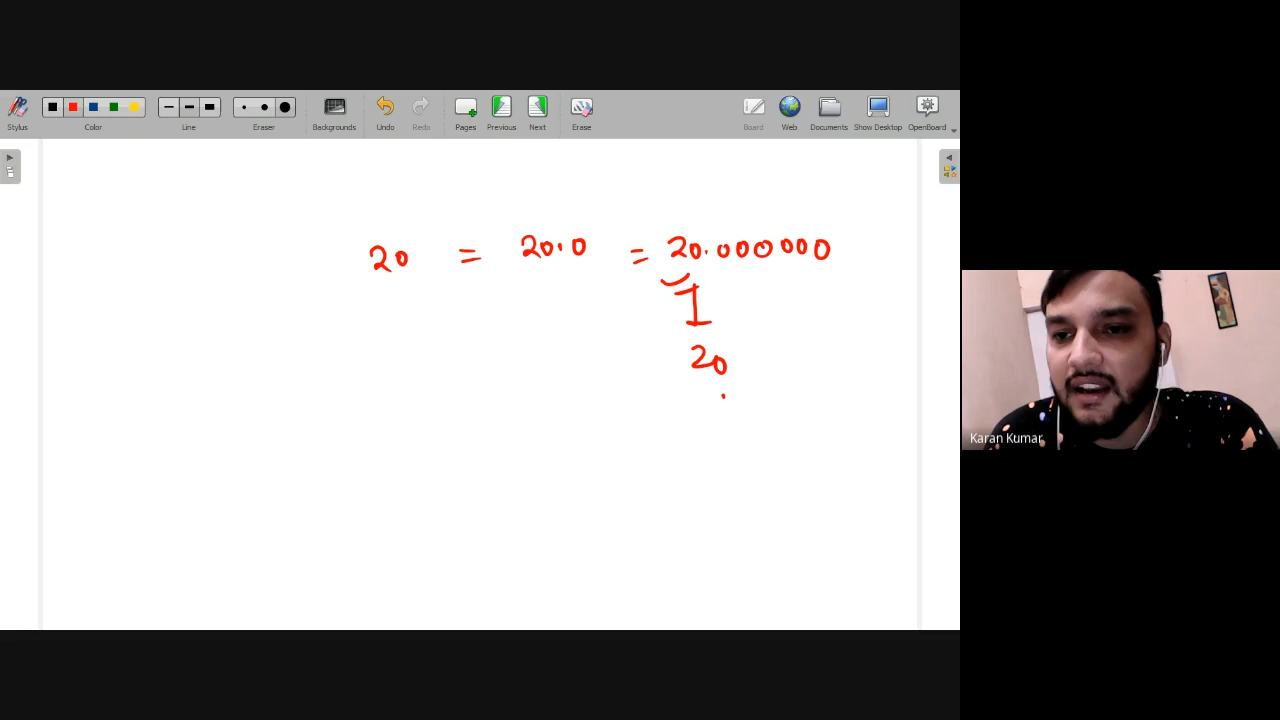 Stylus Color Line Eraser Backgrounds Undo Redo Pages Previous Next Erase Board Web Documents Show Desktop OpenBoard
20 = 20.0 = 20.000000
20
Karan Kumar